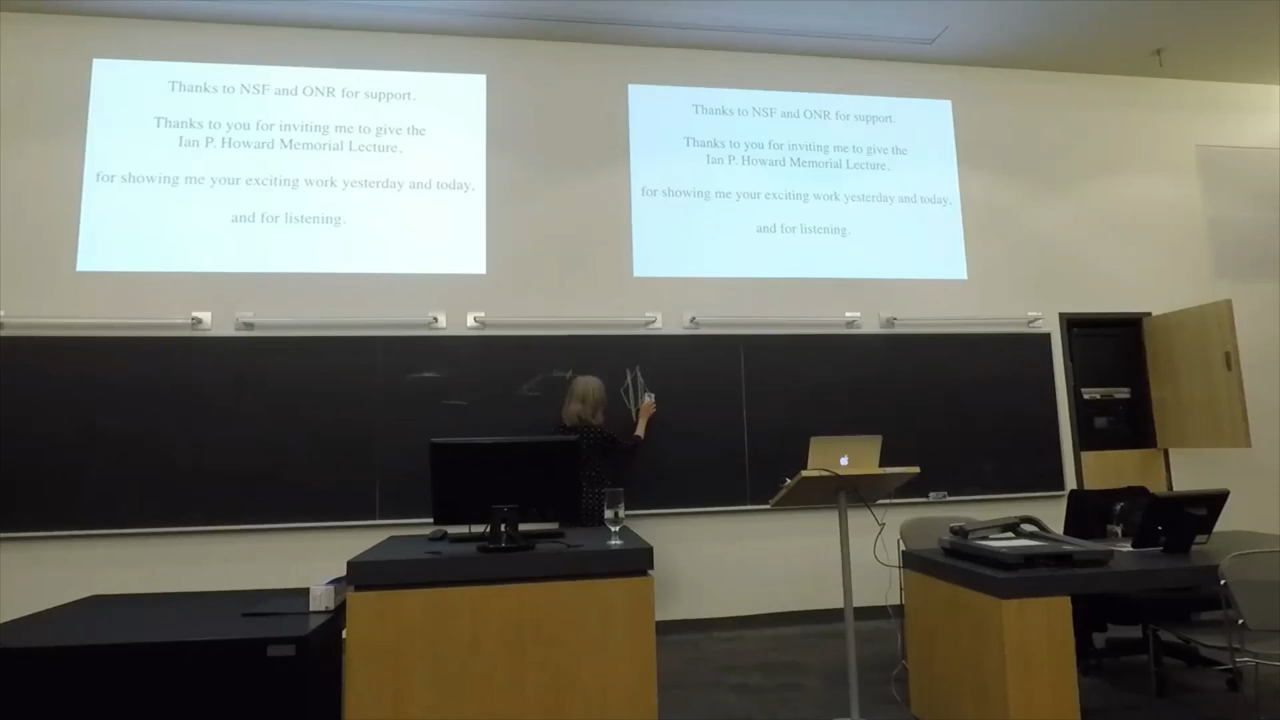 Thanks to NSF and ONR for support.
Thanks to you for inviting me to give the
Ian P. Howard Memorial Lecture,
for showing me your exciting work yesterday and today,
and for listening.
Thanks to NSF and ONR for support.
Thanks to you for inviting me to give the
Ian P. Howard Memorial Lecture,
for showing me your exciting work yesterday and today,
and for listening.